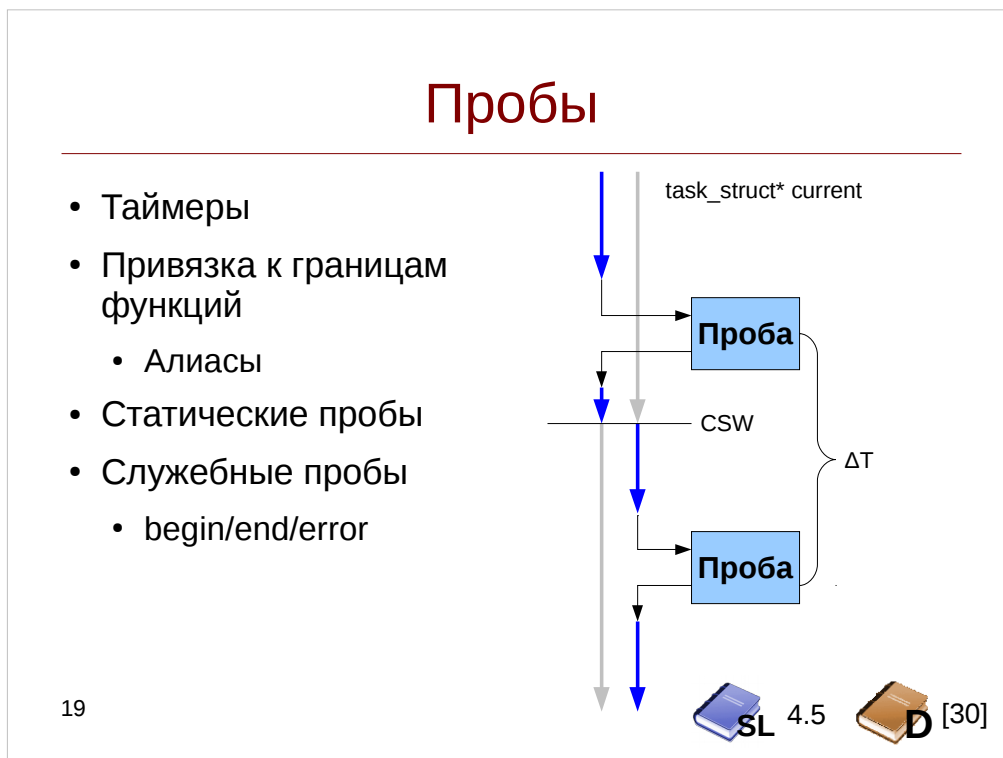 Пробы
• Таймеры
• Привязка к границам
функций
• Алиасы
• Статические пробы
• Служебные пробы
• begin/end/error
task_struct* current
Проба
CSW
ΔT
Проба
19
SL 4.5
D [30]